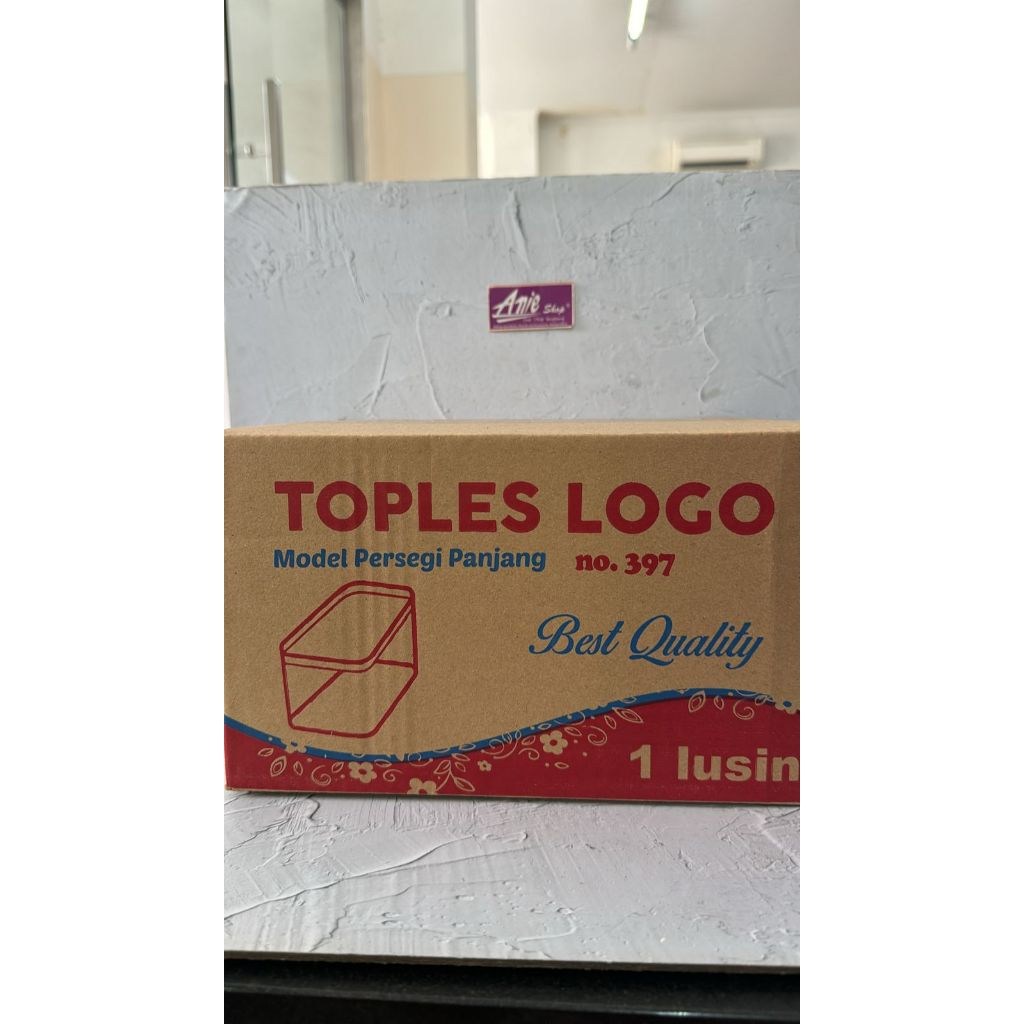 Anie Shop
TOPLES LOGO
Model Persegi Panjang no. 397
Best Quality
1 lusin